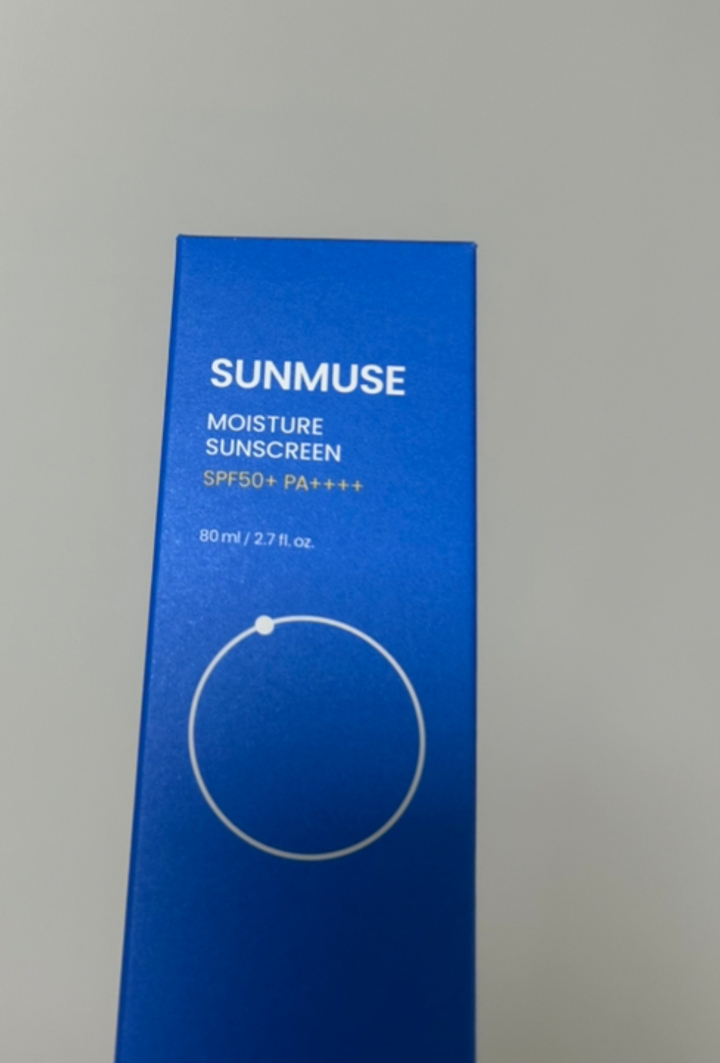 SUNMUSE
MOISTURE
SUNSCREEN
SPF50+ PA++++
80 ml / 2.7 fl. oz.